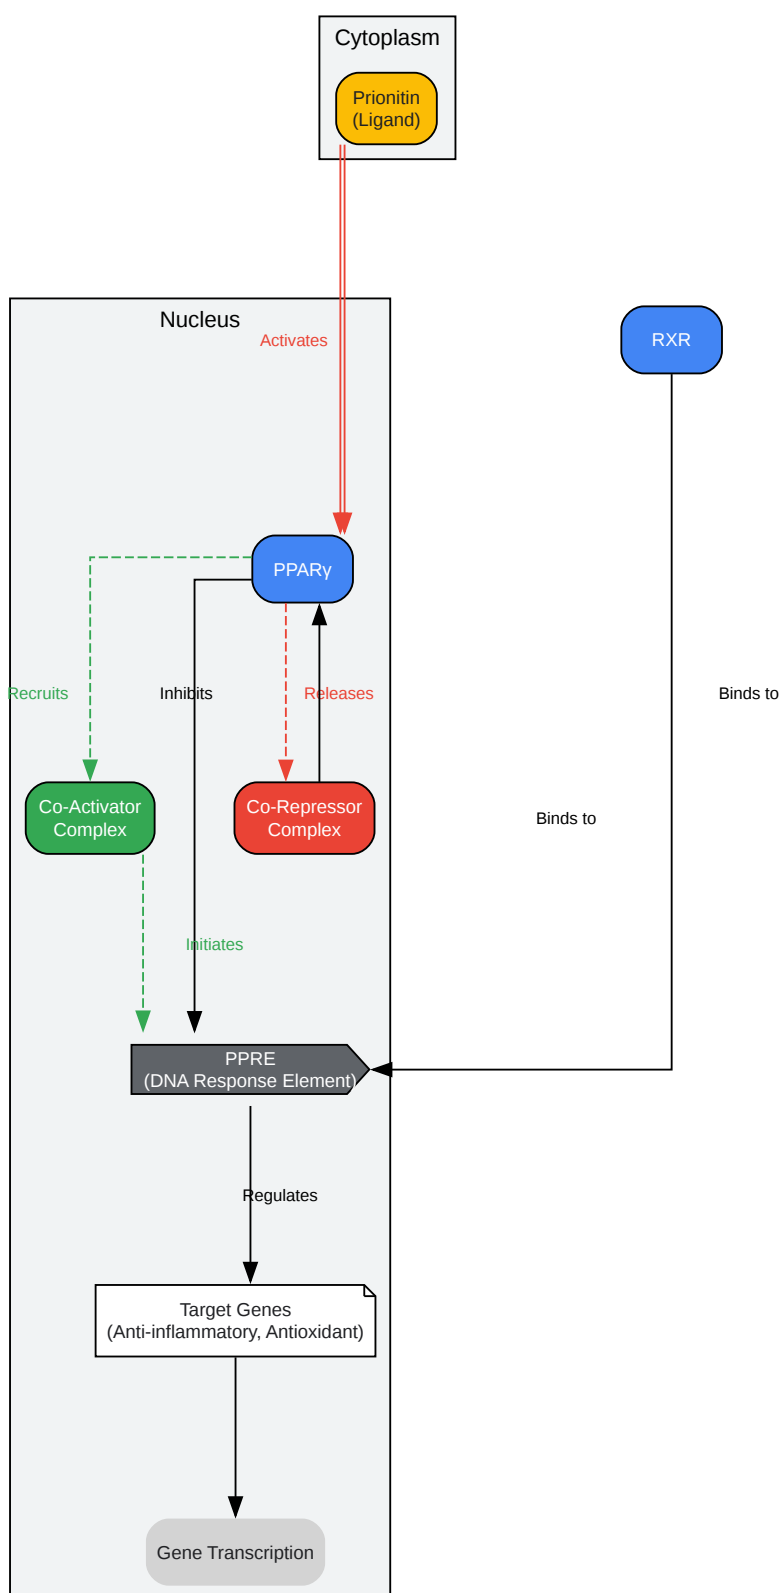 Cytoplasm
Prionitin
(Ligand)
Nucleus
Activates
RXR
PPARγ
Recruits
Inhibits
Releases
Binds to
Co-Activator
Complex
Co-Repressor
Complex
Binds to
Initiates
PPRE
(DNA Response Element)
Regulates
Target Genes
(Anti-inflammatory, Antioxidant)
Gene Transcription